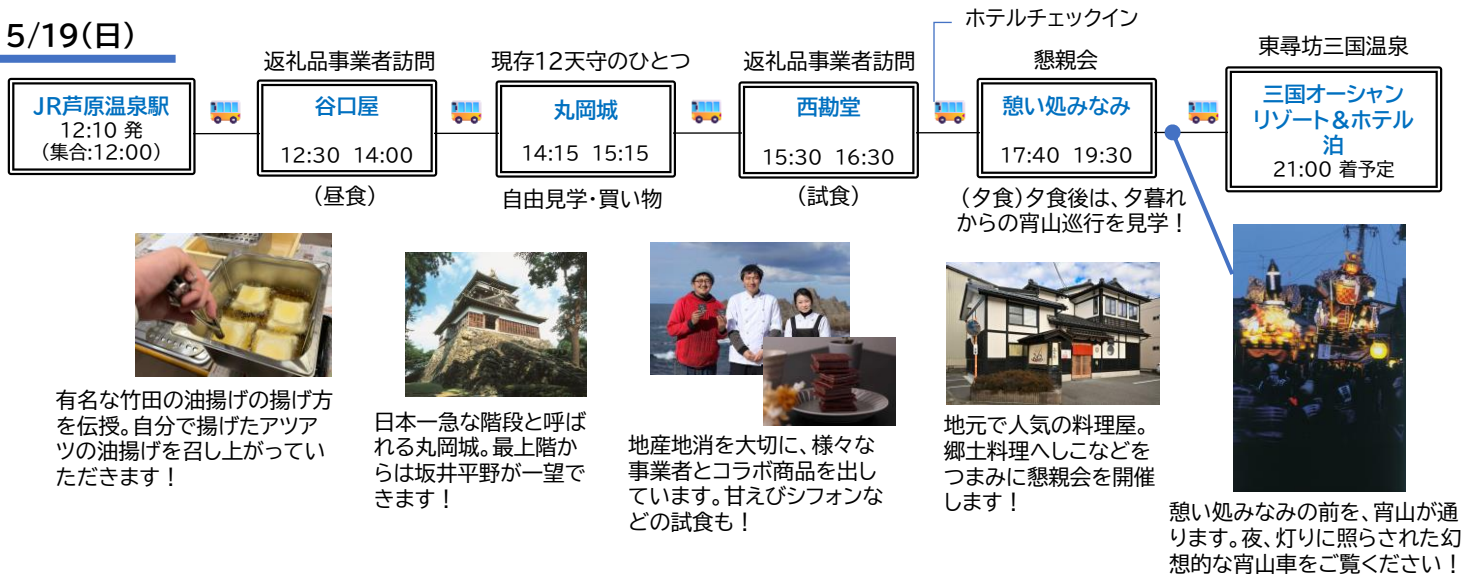 5/19(日)
ホテルチェックイン
返礼品事業者訪問
現存12天守のひとつ
返礼品事業者訪問
懇親会
東尋坊三国温泉
JR芦原温泉駅
12:10 発
(集合:12:00)
谷口屋
12:30 14:00
丸岡城
14:15 15:15
西勘堂
15:30 16:30
憩い処みなみ
17:40 19:30
三国オーシャン
リゾート&ホテル
泊
21:00 着予定
(昼食)
自由見学・買い物
(試食)
(夕食)夕食後は、夕暮れ
からの宵山巡行を見学！
有名な竹田の油揚げの揚げ方
を伝授。自分で揚げたアツア
ツの油揚げを召し上がってい
ただきます！
日本一急な階段と呼ば
れる丸岡城。最上階か
らは坂井平野が一望で
きます！
地産地消を大切に、様々な
事業者とコラボ商品を出し
ています。甘えびシフォンな
どの試食も！
地元で人気の料理屋。
郷土料理へしこなどを
つまみに懇親会を開催
します！
憩い処みなみの前を、宵山が通
ります。夜、灯りに照らされた幻
想的な宵山車をご覧ください！